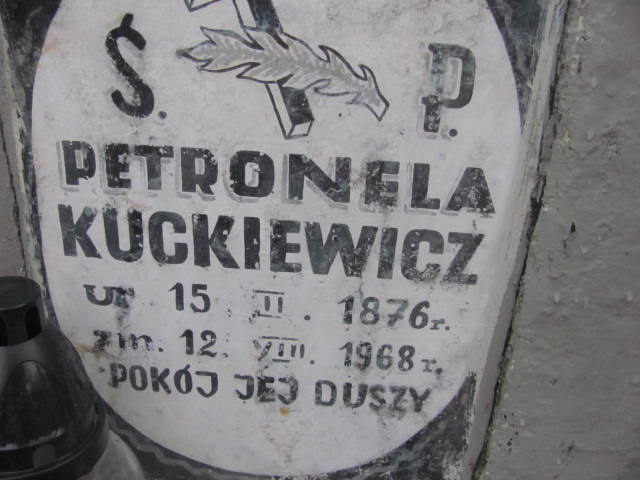 Ś. P.
PETRONELA
KUCKIEWICZ
ur 15. II. 1876 r.
zm. 12. VIII. 1968 r.
POKÓJ JEJ DUSZY